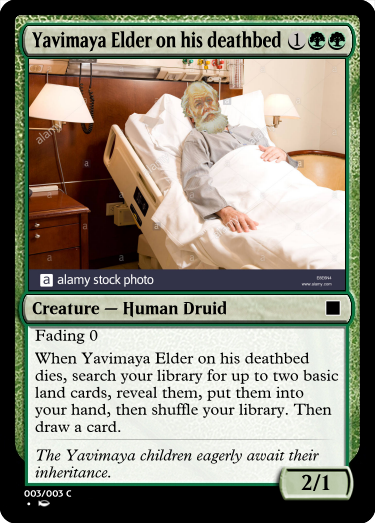 Yavimaya Elder on his deathbed 1
alamy stock photo
E6E6N4
www.alamy.com
Creature — Human Druid
Fading 0
When Yavimaya Elder on his deathbed
dies, search your library for up to two basic
land cards, reveal them, put them into
your hand, then shuffle your library. Then
draw a card.
The Yavimaya children eagerly await their
inheritance.
2/1
003/003 C